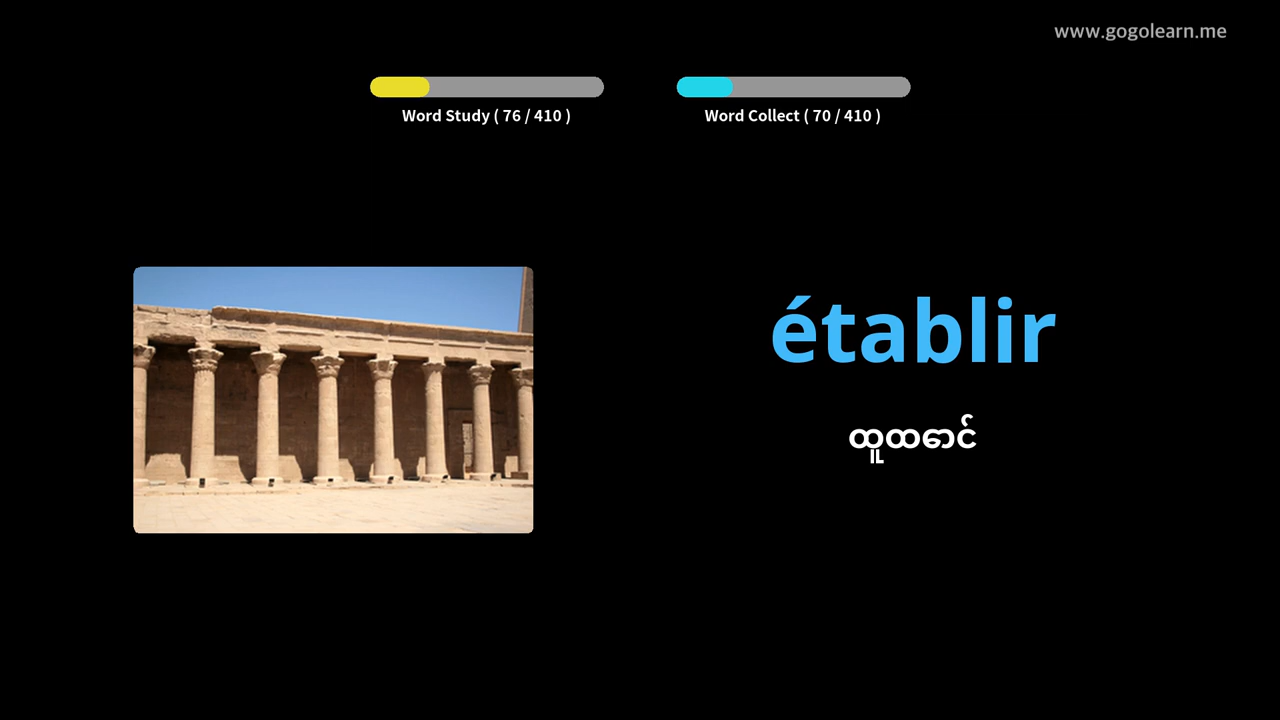 www.gogolearn.me
Word Study ( 76 / 410 )
Word Collect ( 70 / 410 )
établir
ထူထောင်